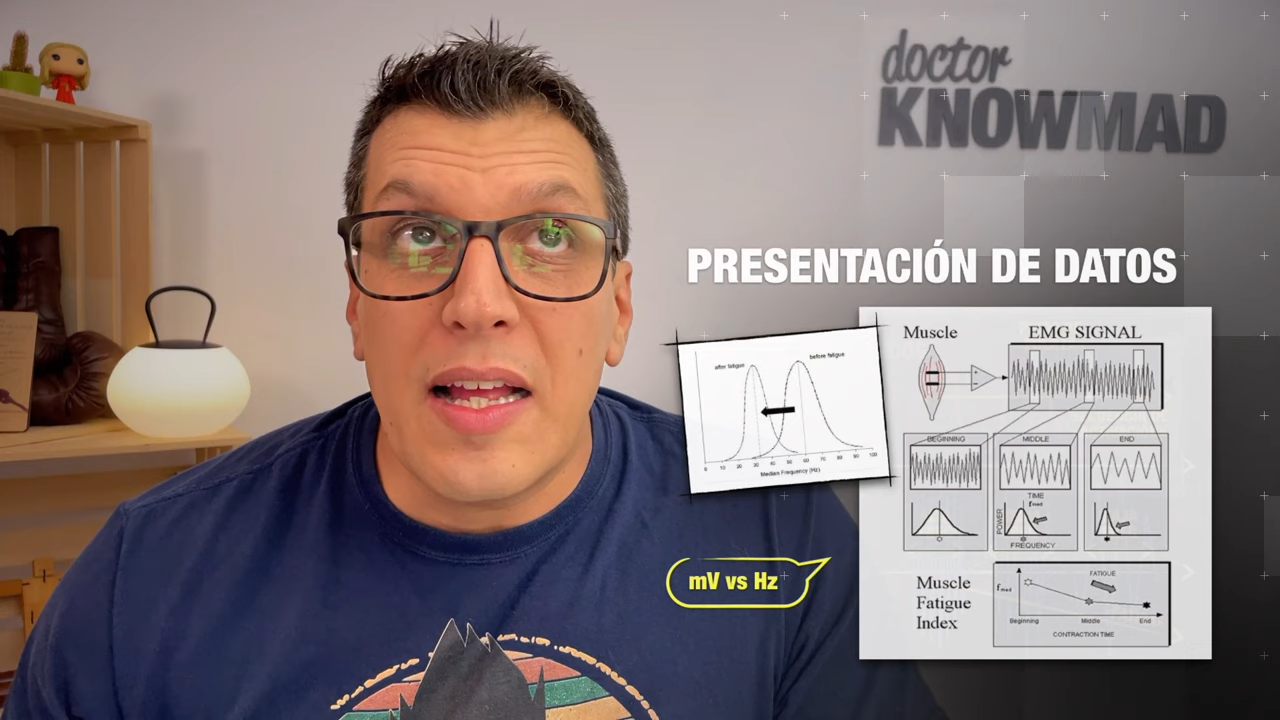 doctor
KNOWMAD
PRESENTACIÓN DE DATOS
after fatigue
before fatigue
0 10 20 30 40 50 60 70 80 90 100
Median Frequency (Hz)
mV vs Hz
Muscle
EMG SIGNAL
BEGINNING
MIDDLE
END
TIME
fmed
POWER
FREQUENCY
Muscle
Fatigue
Index
FATIGUE
fmed
Beginning
Middle
End
CONTRACTION TIME